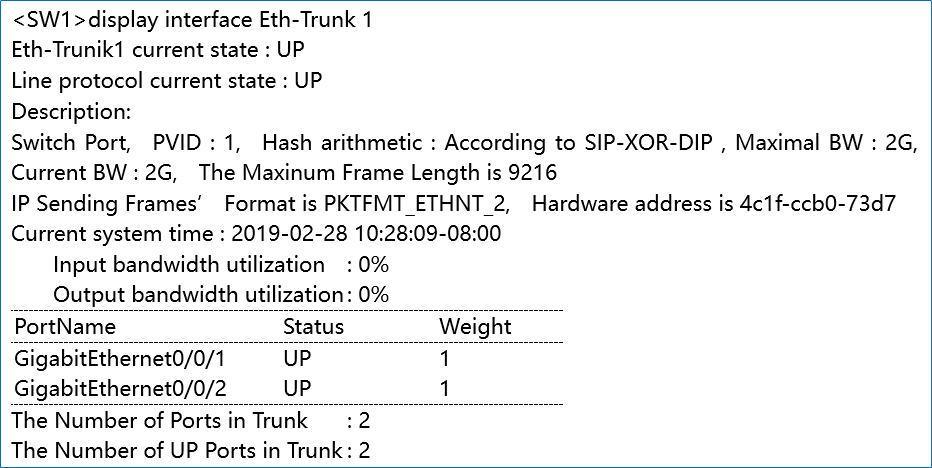 <SW1>display interface Eth-Trunk 1
Eth-Trunik1 current state : UP
Line protocol current state : UP
Description:
Switch Port, PVID : 1, Hash arithmetic : According to SIP-XOR-DIP , Maximal BW : 2G,
Current BW : 2G, The Maxinum Frame Length is 9216
IP Sending Frames' Format is PKTFMT_ETHNT_2, Hardware address is 4c1f-ccb0-73d7
Current system time : 2019-02-28 10:28:09-08:00
Input bandwidth utilization : 0%
Output bandwidth utilization : 0%
PortName Status Weight
GigabitEthernet0/0/1 UP 1
GigabitEthernet0/0/2 UP 1
The Number of Ports in Trunk : 2
The Number of UP Ports in Trunk : 2